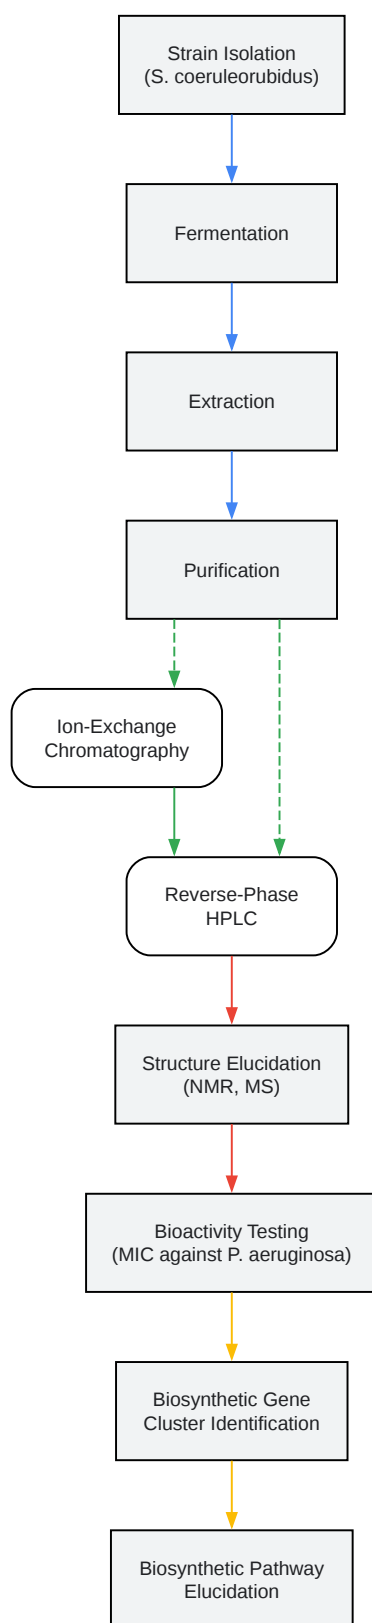 Strain Isolation
(S. coeruleorubidus)
Fermentation
Extraction
Purification
Ion-Exchange
Chromatography
Reverse-Phase
HPLC
Structure Elucidation
(NMR, MS)
Bioactivity Testing
(MIC against P. aeruginosa)
Biosynthetic Gene
Cluster Identification
Biosynthetic Pathway
Elucidation